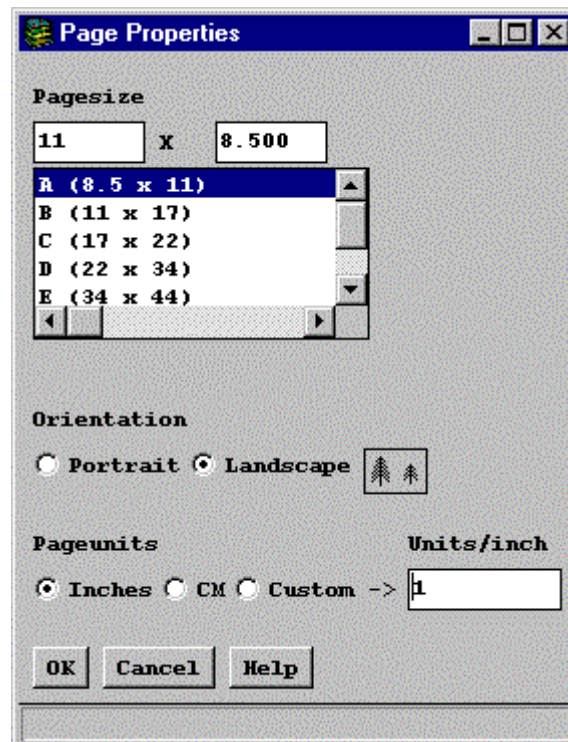 Page Properties
Pagesize
11 X 8.500
A (8.5 x 11)
B (11 x 17)
C (17 x 22)
D (22 x 34)
E (34 x 44)
Orientation
Portrait Landscape
Pageunits Units/inch
Inches CM Custom -> 1
OK Cancel Help